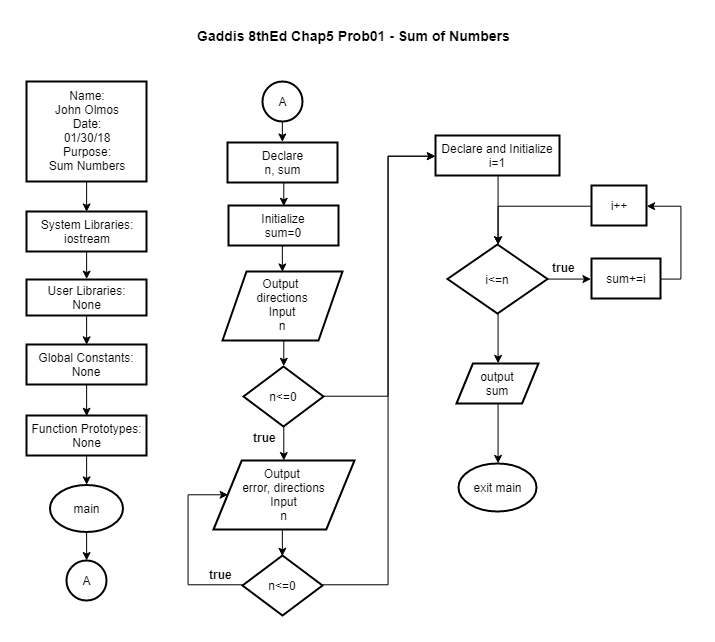 Gaddis 8thEd Chap5 Prob01 - Sum of Numbers
Name:
John Olmos
Date:
01/30/18
Purpose:
Sum Numbers
System Libraries:
iostream
User Libraries:
None
Global Constants:
None
Function Prototypes:
None
main
A
A
Declare
n, sum
Initialize
sum=0
Output
directions
Input
n
n<=0
true
Output
error, directions
Input
n
n<=0
true
Declare and Initialize
i=1
i++
i<=n
true
sum+=i
output
sum
exit main